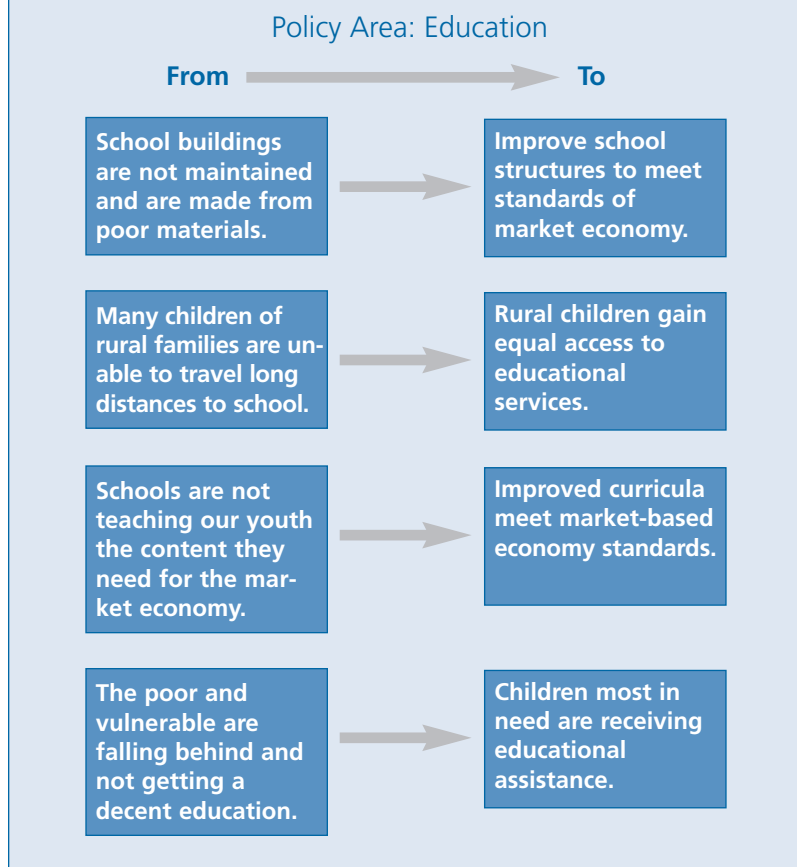 Policy Area: Education
From To
School buildings
are not maintained
and are made from
poor materials.
Improve school
structures to meet
standards of
market economy.
Many children of
rural families are un-
able to travel long
distances to school.
Rural children gain
equal access to
educational
services.
Schools are not
teaching our youth
the content they
need for the mar-
ket economy.
Improved curricula
meet market-based
economy standards.
The poor and
vulnerable are
falling behind and
not getting a
decent education.
Children most in
need are receiving
educational
assistance.